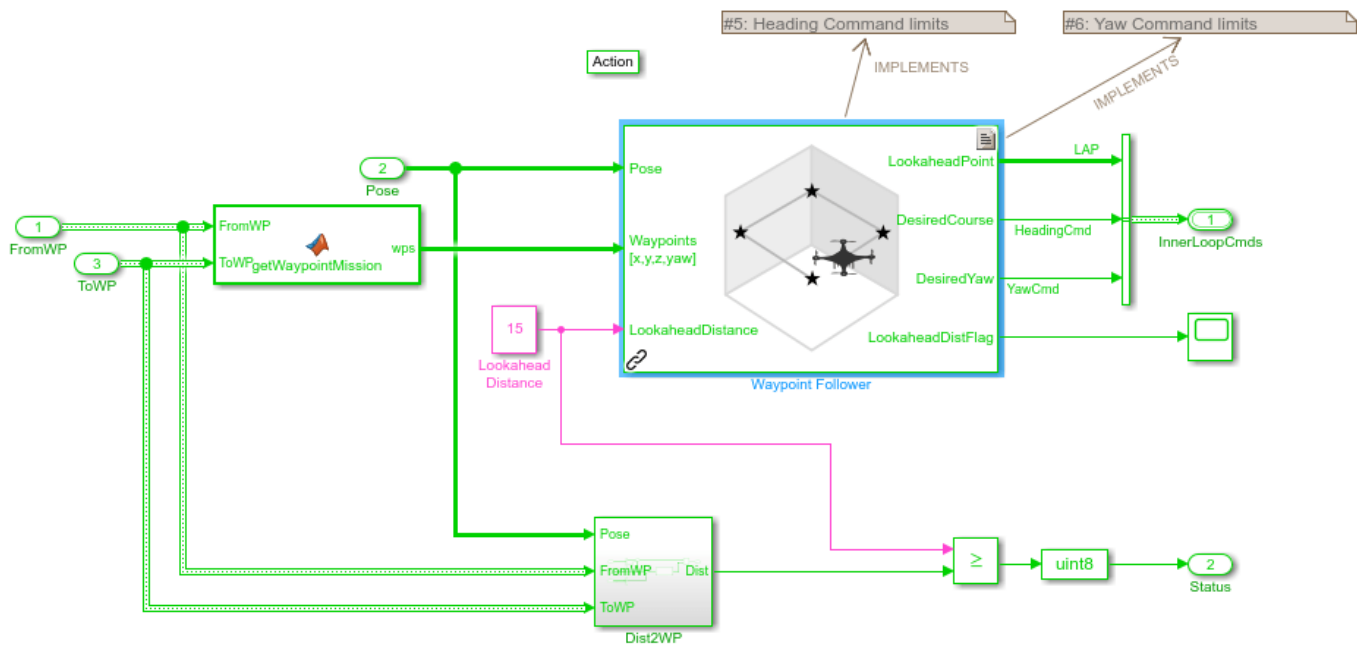 #5: Heading Command limits
#6: Yaw Command limits
IMPLEMENTS
IMPLEMENTS
Action
2
Pose
1
FromWP
3
ToWP
FromWP
ToWP
getWaypointMission
wps
Pose
Waypoints
[x,y,z,yaw]
LookaheadDistance
LookaheadPoint
DesiredCourse
DesiredYaw
LookaheadDistFlag
Waypoint Follower
15
Lookahead
Distance
LAP
HeadingCmd
YawCmd
1
InnerLoopCmds
Pose
FromWP
ToWP
Dist
Dist2WP
≥
uint8
2
Status